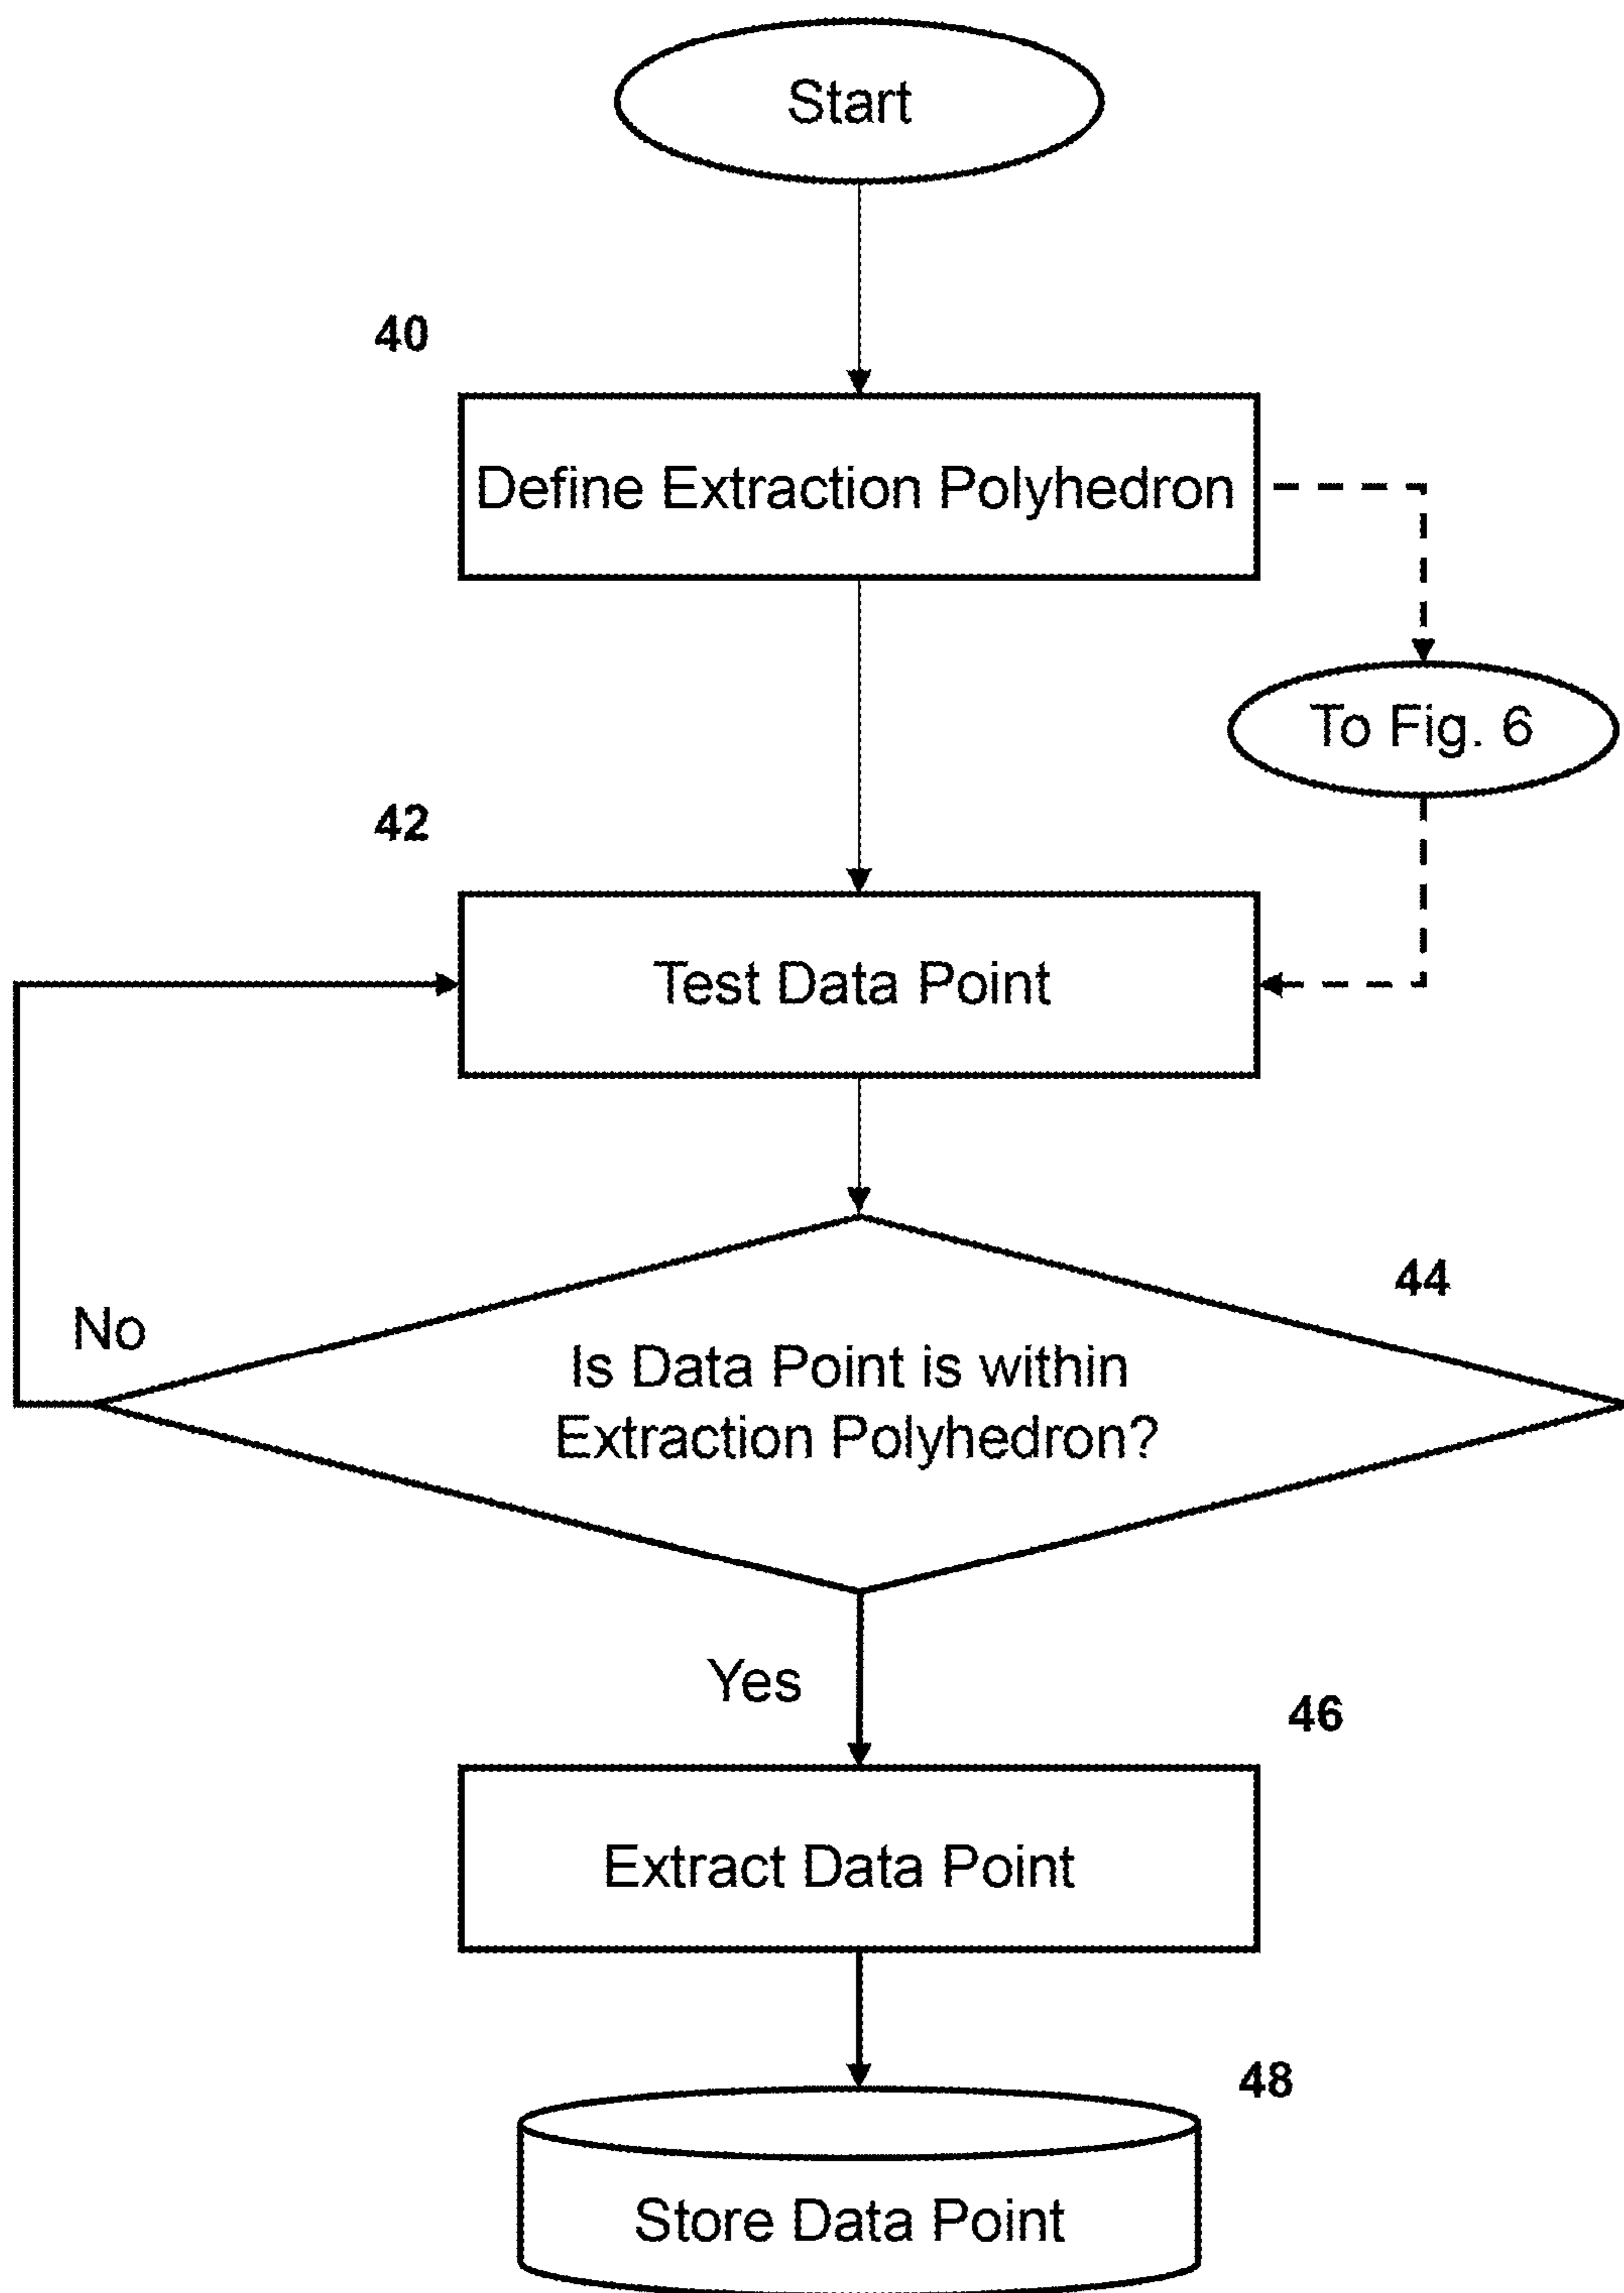 Start
40
Define Extraction Polyhedron
To Fig. 6
42
Test Data Point
44
No
Is Data Point is within
Extraction Polyhedron?
Yes
46
Extract Data Point
48
Store Data Point